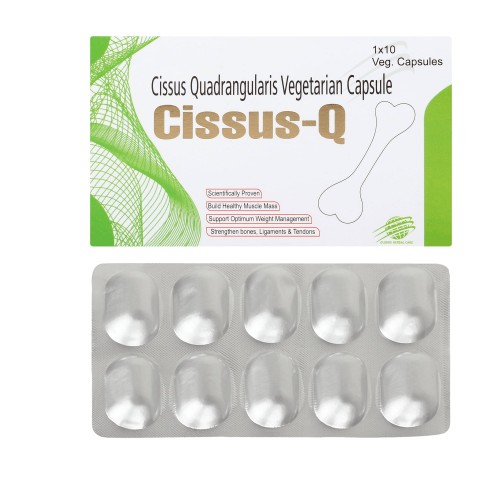 1x10
Veg. Capsules
Cissus Quadrangularis Vegetarian Capsule
Cissus-Q
Scientifically Proven
Build Healthy Muscle Mass
Support Optimum Weight Management
Strengthen bones, Ligaments & Tendons